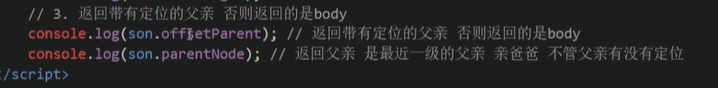 // 3. 返回带有定位的父亲 否则返回的是body
console.log(son.offsetParent); // 返回带有定位的父亲 否则返回的是body
console.log(son.parentNode); // 返回父亲 是最近一级的父亲 亲爸爸 不管父亲有没有定位
</script>